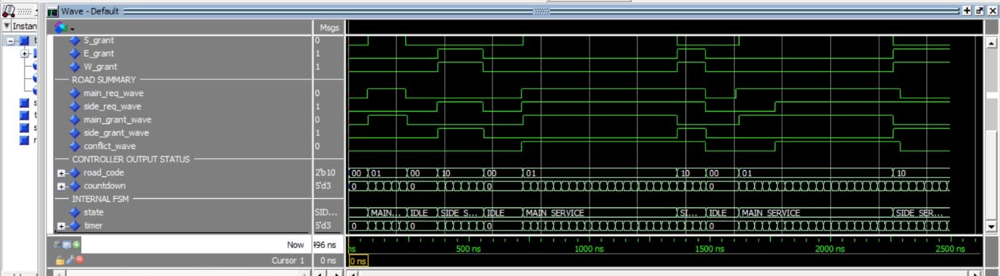 Wave - Default
Instan
Msgs
S_grant 0
E_grant 1
W_grant 1
ROAD SUMMARY
main_req_wave 0
side_req_wave 1
main_grant_wave 0
side_grant_wave 1
conflict_wave 0
CONTROLLER OUTPUT STATUS
road_code 2'b10 00 01 00 10 00 01 10 00 01 10
countdown 5'd3 0 0 0 0
INTERNAL FSM
state SID... MAIN... IDLE SIDE S... IDLE MAIN SERVICE SI... IDLE MAIN SERVICE SIDE SER...
timer 5'd3 0 0 0 0
Now 496 ns ns 500 ns 1000 ns 1500 ns 2000 ns 2500 ns
Cursor 1 0 ns 0 ns